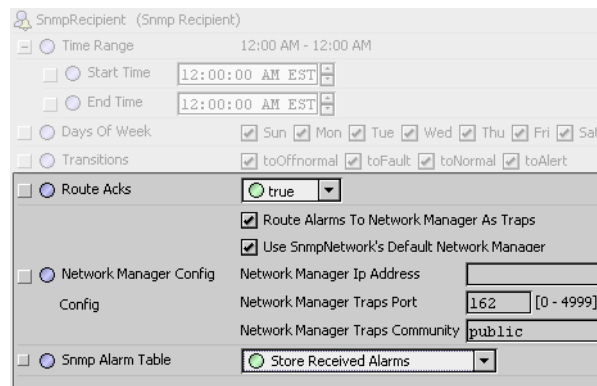 SnmpRecipient (Snmp Recipient)
Time Range 12:00 AM - 12:00 AM
Start Time 12:00:00 AM EST
End Time 12:00:00 AM EST
Days Of Week Sun Mon Tue Wed Thu Fri Sat
Transitions toOffnormal toFault toNormal toAlert
Route Acks true
Route Alarms To Network Manager As Traps
Use SnmpNetwork's Default Network Manager
Network Manager Config Network Manager Ip Address
Config Network Manager Traps Port 162 [0 - 4999]
Network Manager Traps Community public
Snmp Alarm Table Store Received Alarms